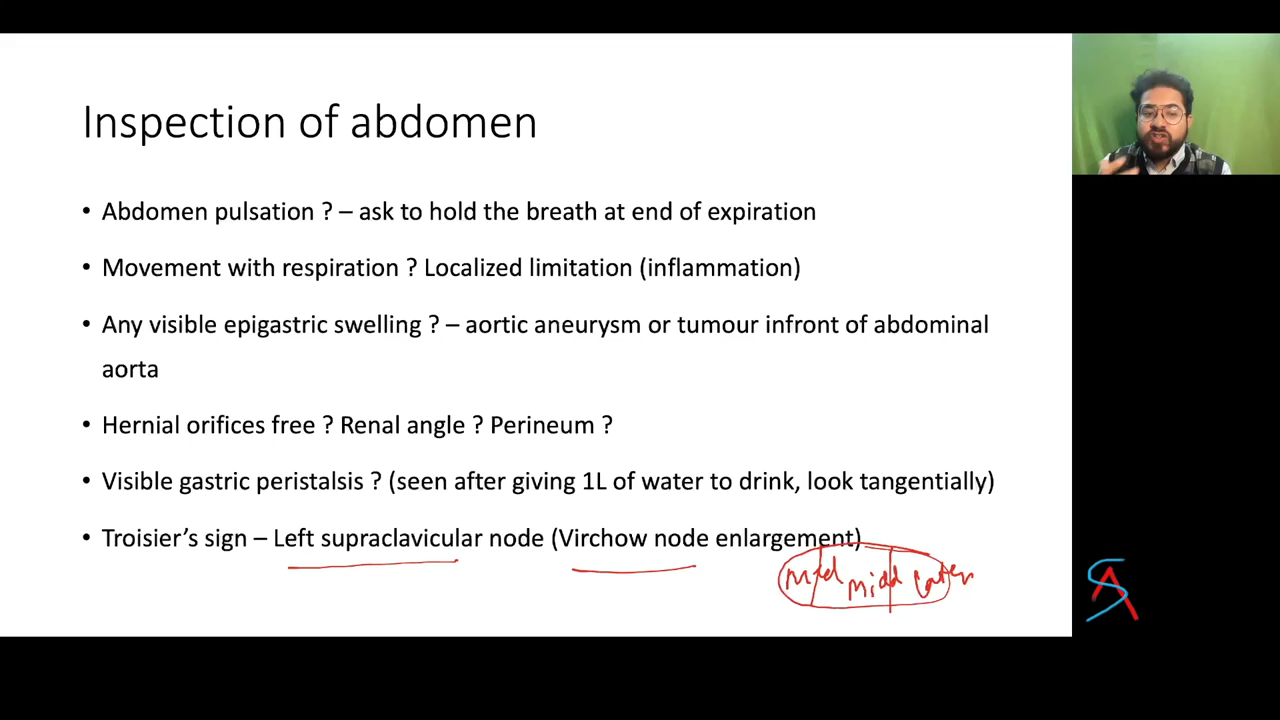 Inspection of abdomen
• Abdomen pulsation ? – ask to hold the breath at end of expiration
• Movement with respiration ? Localized limitation (inflammation)
• Any visible epigastric swelling ? – aortic aneurysm or tumour infront of abdominal
aorta
• Hernial orifices free ? Renal angle ? Perineum ?
• Visible gastric peristalsis ? (seen after giving 1L of water to drink, look tangentially)
• Troisier’s sign – Left supraclavicular node (Virchow node enlargement)